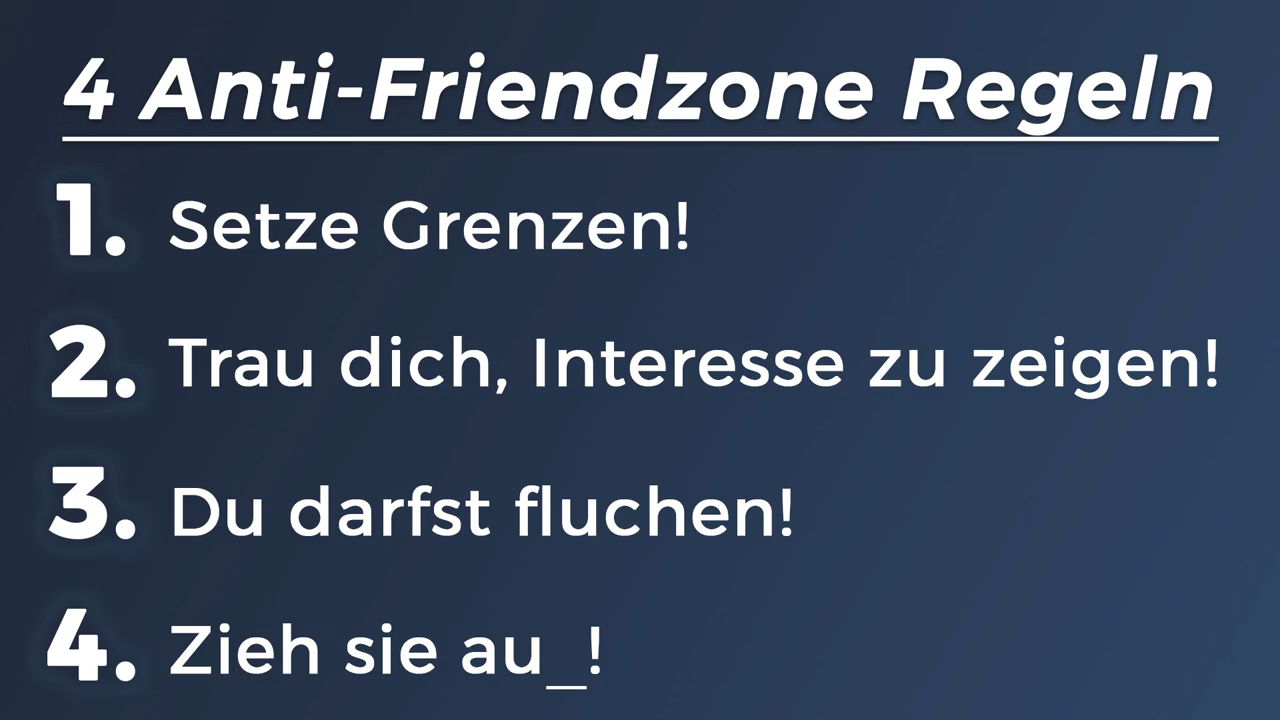 4 Anti-Friendzone Regeln
1. Setze Grenzen!
2. Trau dich, Interesse zu zeigen!
3. Du darfst fluchen!
4. Zieh sie au_!